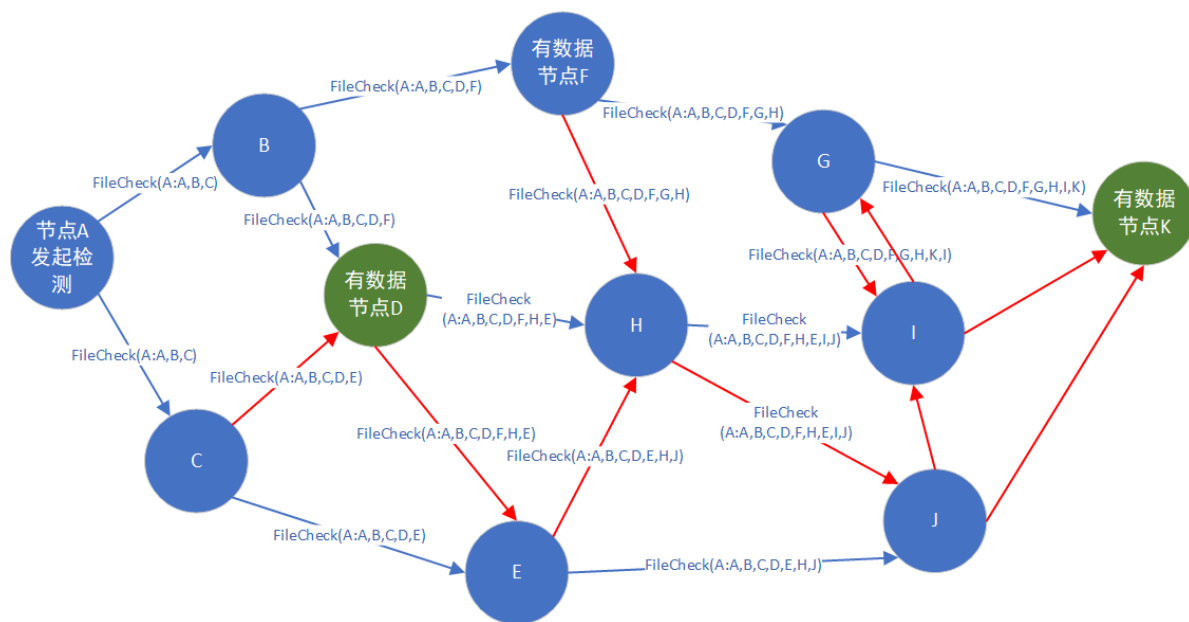 有数据
节点F
FileCheck(A:A,B,C,D,F)
FileCheck(A:A,B,C,D,F,G,H)
B
G
FileCheck(A:A,B,C)
FileCheck(A:A,B,C,D,F,G,H,I,K)
FileCheck(A:A,B,C,D,F,G,H)
有数据
节点K
节点A
发起检
测
FileCheck(A:A,B,C,D,F)
FileCheck(A:A,B,C,D,F,G,H,K,I)
有数据
节点D
FileCheck
(A:A,B,C,D,F,H,E)
H
FileCheck
(A:A,B,C,D,F,H,E,I,J)
I
FileCheck(A:A,B,C)
FileCheck(A:A,B,C,D,E)
FileCheck
(A:A,B,C,D,F,H,E,I,J)
FileCheck(A:A,B,C,D,F,H,E)
FileCheck(A:A,B,C,D,E,H,J)
C
J
FileCheck(A:A,B,C,D,E)
E
FileCheck(A:A,B,C,D,E,H,J)